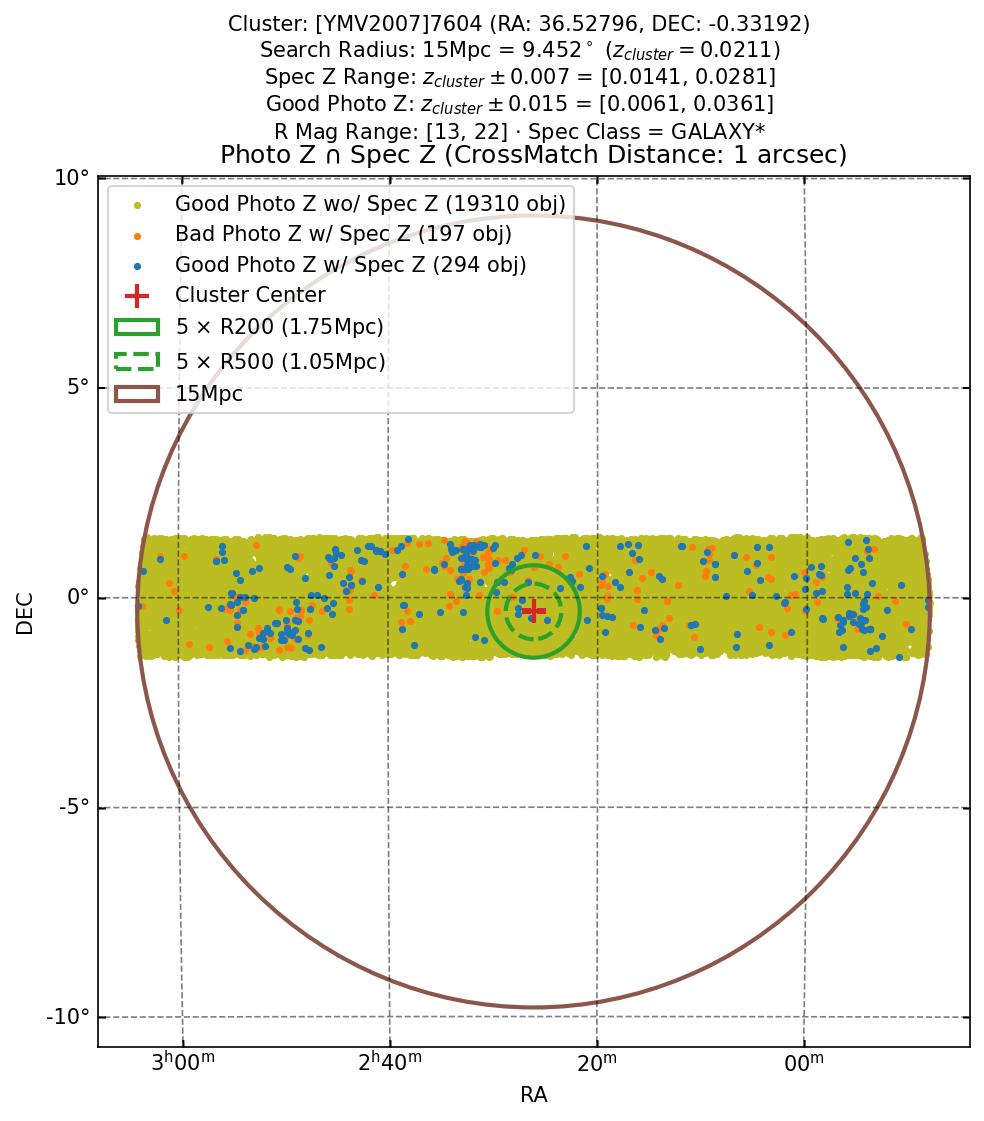 Cluster: [YMV2007]7604 (RA: 36.52796, DEC: -0.33192)
Search Radius: 15Mpc = 9.452° (z_cluster = 0.0211)
Spec Z Range: z_cluster ± 0.007 = [0.0141, 0.0281]
Good Photo Z: z_cluster ± 0.015 = [0.0061, 0.0361]
R Mag Range: [13, 22] · Spec Class = GALAXY*
Photo Z ∩ Spec Z (CrossMatch Distance: 1 arcsec)
10°
Good Photo Z wo/ Spec Z (19310 obj)
Bad Photo Z w/ Spec Z (197 obj)
Good Photo Z w/ Spec Z (294 obj)
Cluster Center
5 × R200 (1.75Mpc)
5 × R500 (1.05Mpc)
15Mpc
5°
0°
-5°
-10°
DEC
3h00m
2h40m
20m
00m
RA